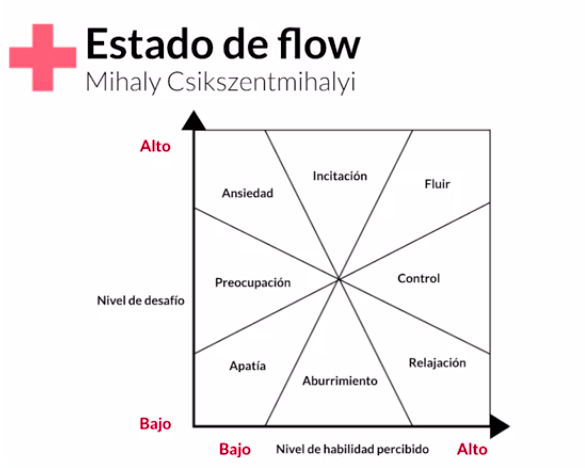 Estado de flow
Mihaly Csikszentmihalyi
Alto
Incitación
Fluir
Ansiedad
Control
Preocupación
Nivel de desafío
Relajación
Apatía
Aburrimiento
Bajo
Bajo
Nivel de habilidad percibido
Alto